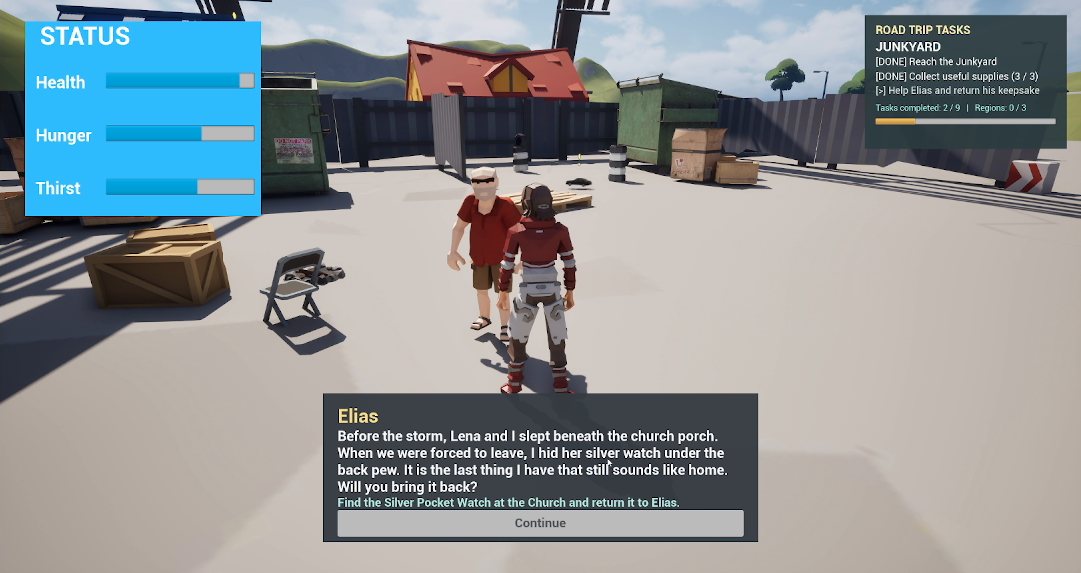 STATUS
Health
Hunger
Thirst
ROAD TRIP TASKS
JUNKYARD
[DONE] Reach the Junkyard
[DONE] Collect useful supplies (3 / 3)
[>] Help Elias and return his keepsake
Tasks completed: 2 / 9 | Regions: 0 / 3
Elias
Before the storm, Lena and I slept beneath the church porch.
When we were forced to leave, I hid her silver watch under the
back pew. It is the last thing I have that still sounds like home.
Will you bring it back?
Find the Silver Pocket Watch at the Church and return it to Elias.
Continue